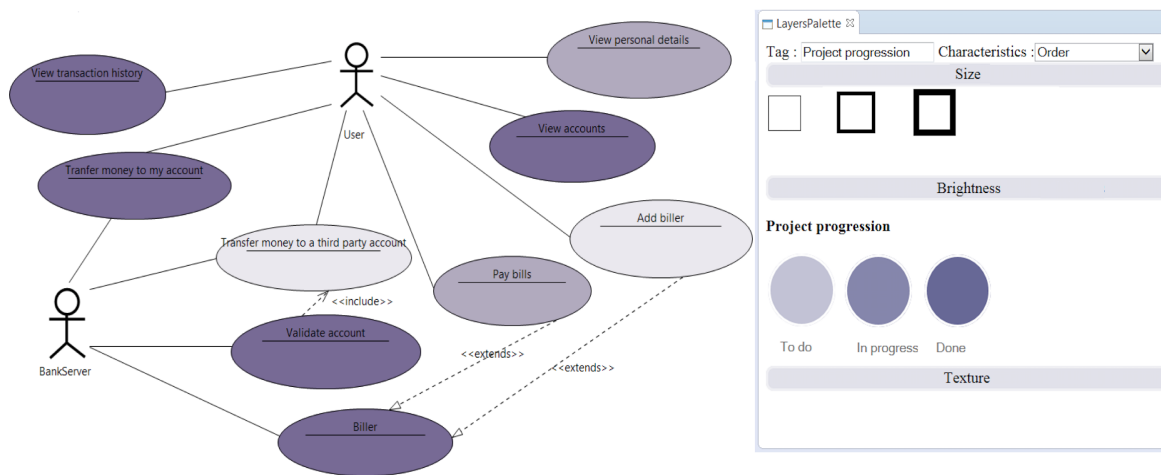 View personal details
View transaction history
User
View accounts
Tranfer money to my account
Transfer money to a third party account
Add biller
Pay bills
<<include>>
Validate account
<<extends>>
<<extends>>
BankServer
Biller
LayersPalette
Tag : Project progression Characteristics : Order
Size
Brightness
Project progression
To do In progress Done
Texture